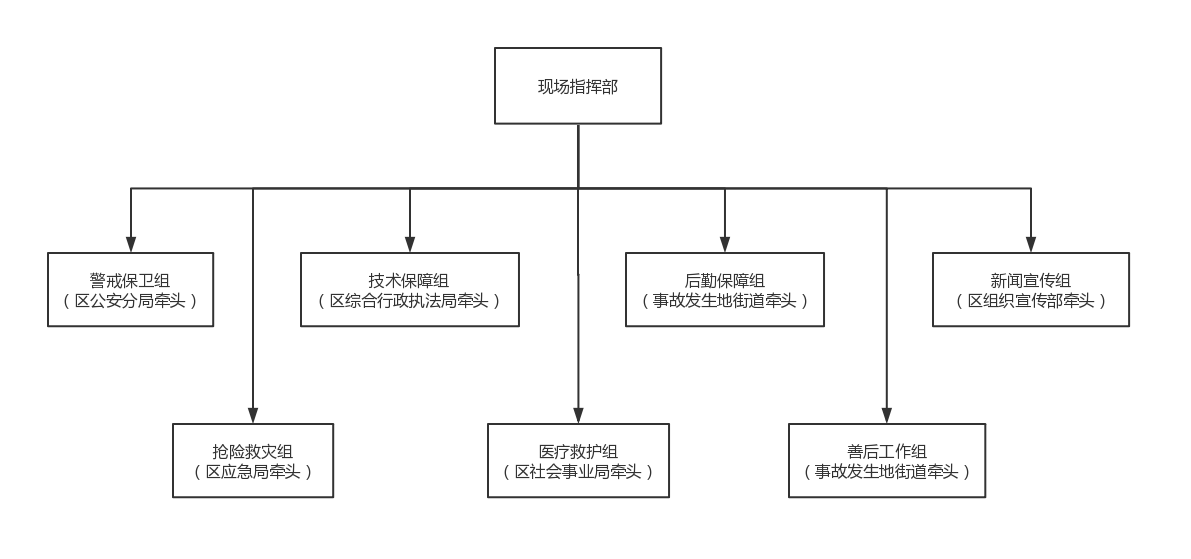 现场指挥部
警戒保卫组
（区公安分局牵头）
技术保障组
（区综合行政执法局牵头）
后勤保障组
（事故发生地街道牵头）
新闻宣传组
（区组织宣传部牵头）
抢险救灾组
（区应急局牵头）
医疗救护组
（区社会事业局牵头）
善后工作组
（事故发生地街道牵头）